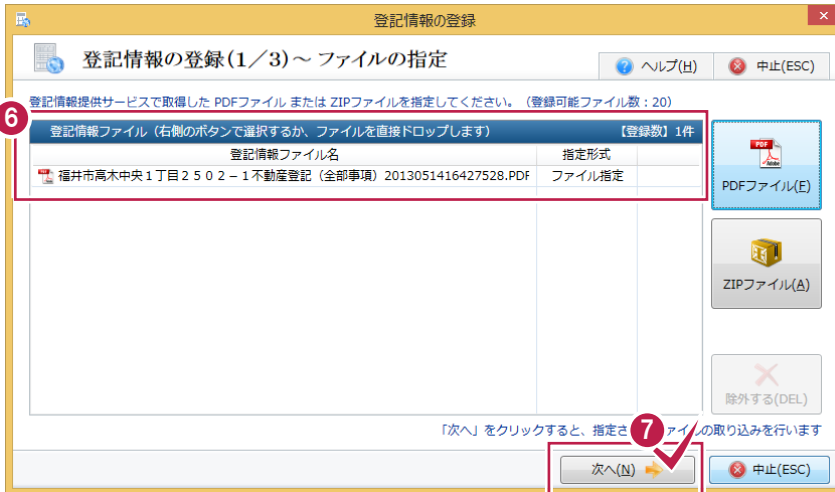 登記情報の登録
登記情報の登録(1/3)～ファイルの指定
ヘルプ(H)
中止(ESC)
登記情報提供サービスで取得した PDFファイル または ZIPファイルを指定してください。（登録可能ファイル数：20）
6
登記情報ファイル（右側のボタンで選択するか、ファイルを直接ドロップします）
【登録数】1件
登記情報ファイル名
指定形式
福井市高木中央１丁目２５０２－１不動産登記（全部事項）2013051416427528.PDF
ファイル指定
PDF
Adobe
PDFファイル(F)
ZIPファイル(A)
除外する(DEL)
「次へ」をクリックすると、指定さ
7
ァイルの取り込みを行います
次へ(N)
中止(ESC)